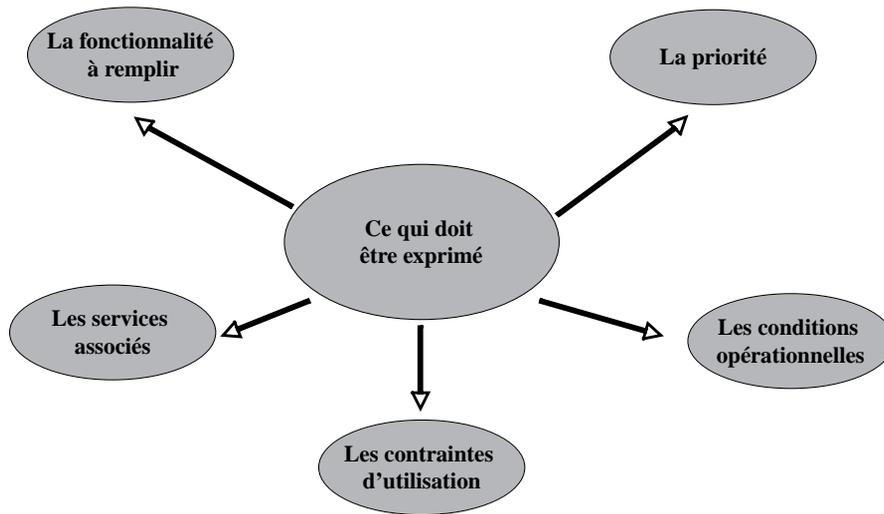 La fonctionnalité
à remplir
La priorité
Ce qui doit
être exprimé
Les services
associés
Les conditions
opérationnelles
Les contraintes
d’utilisation